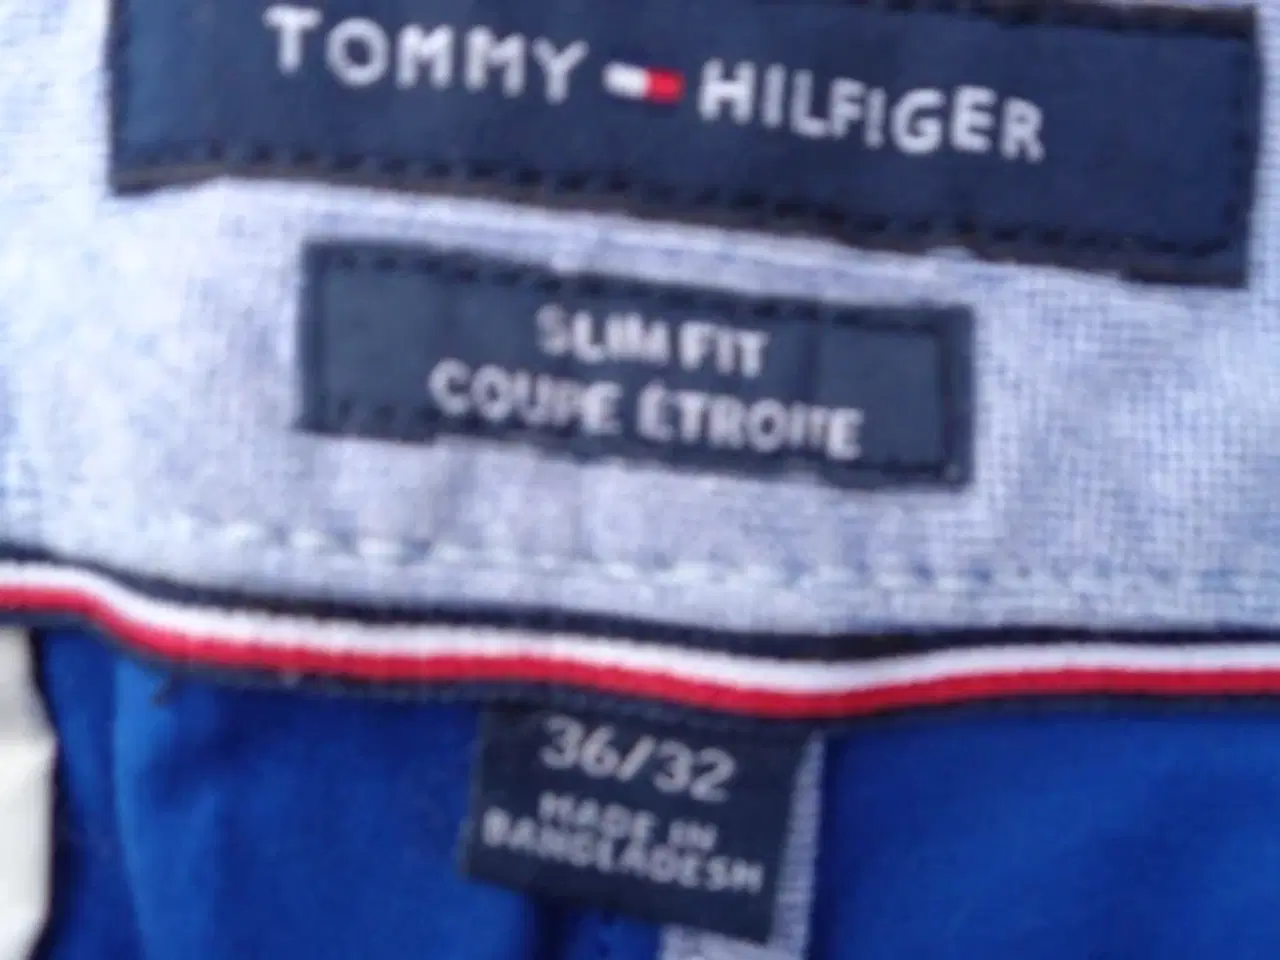 TOMMY HILFIGER
SLIM FIT
COUPE ÉTROITE
36/32
MADE IN
BANGLADESH